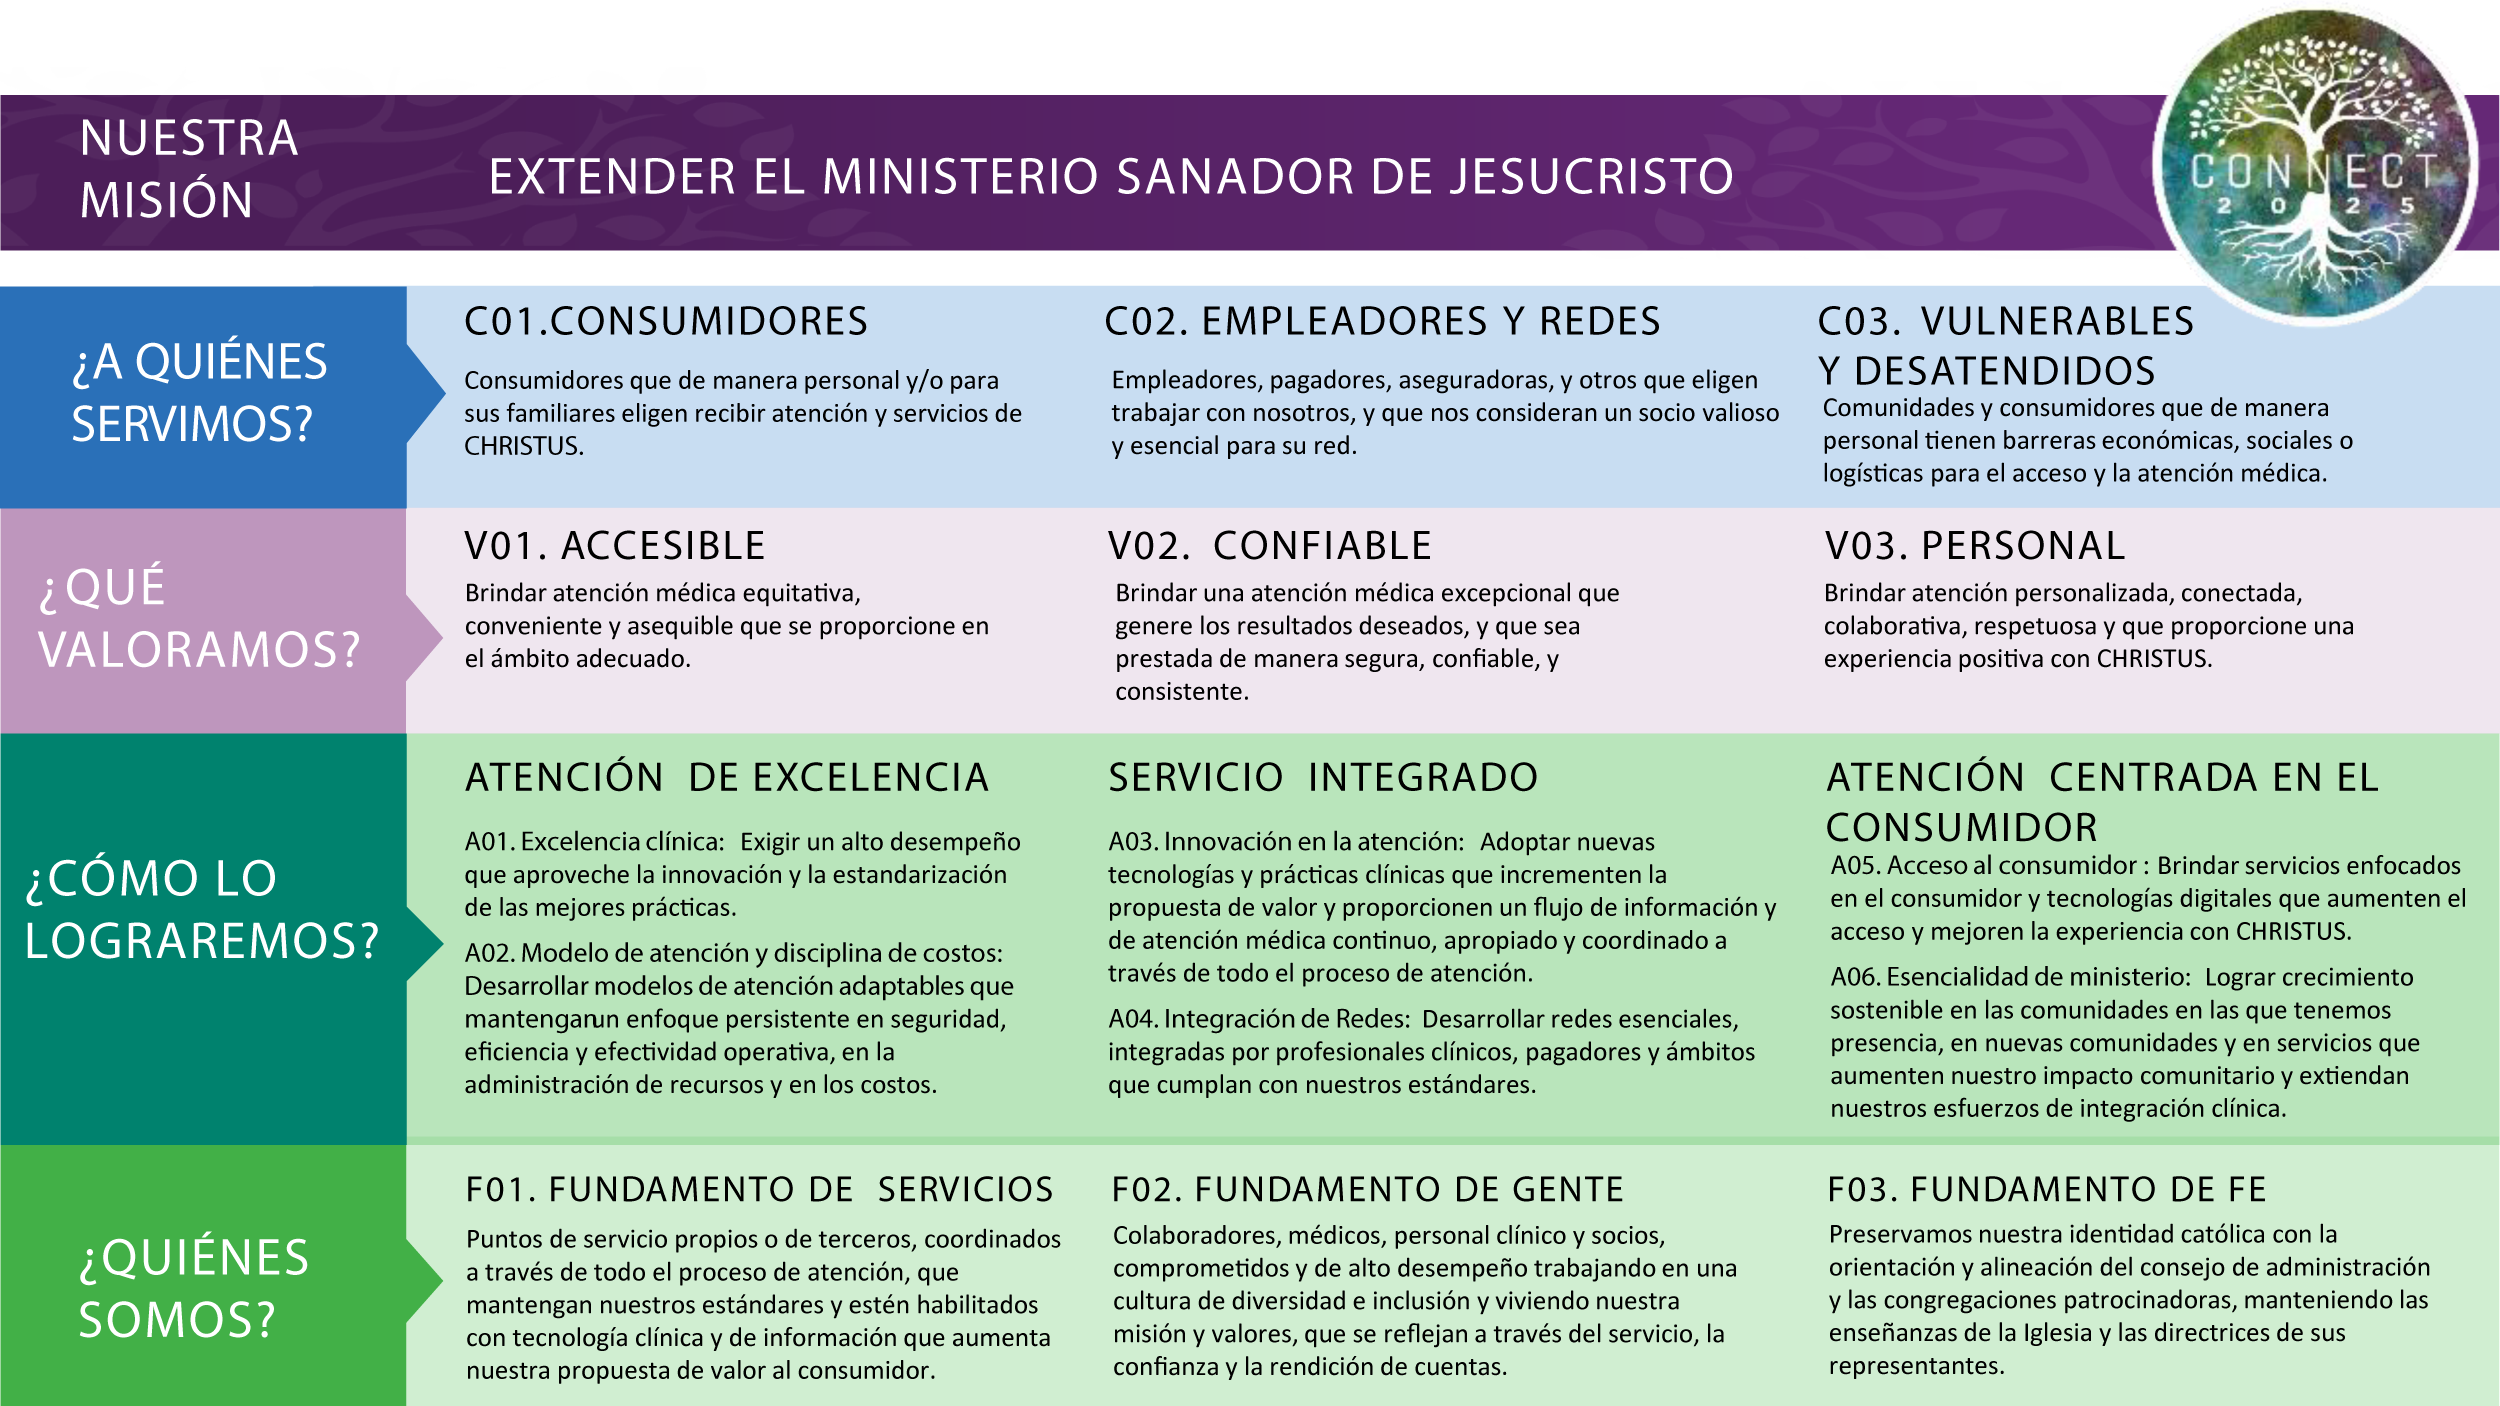 NUESTRA
MISIÓN
EXTENDER EL MINISTERIO SANADOR DE JESUCRISTO
CONNECT
2025
¿A QUIÉNES
SERVIMOS?
C01.CONSUMIDORES
Consumidores que de manera personal y/o para
sus familiares eligen recibir atención y servicios de
CHRISTUS.
C02. EMPLEADORES Y REDES
Empleadores, pagadores, aseguradoras, y otros que eligen
trabajar con nosotros, y que nos consideran un socio valioso
y esencial para su red.
C03. VULNERABLES
Y DESATENDIDOS
Comunidades y consumidores que de manera
personal tienen barreras económicas, sociales o
logísticas para el acceso y la atención médica.
¿QUÉ
VALORAMOS?
V01. ACCESIBLE
Brindar atención médica equitativa,
conveniente y asequible que se proporcione en
el ámbito adecuado.
V02. CONFIABLE
Brindar una atención médica excepcional que
genere los resultados deseados, y que sea
prestada de manera segura, confiable, y
consistente.
V03. PERSONAL
Brindar atención personalizada, conectada,
colaborativa, respetuosa y que proporcione una
experiencia positiva con CHRISTUS.
¿CÓMO LO
LOGRAREMOS?
ATENCIÓN DE EXCELENCIA
A01. Excelencia clínica: Exigir un alto desempeño
que aproveche la innovación y la estandarización
de las mejores prácticas.
A02. Modelo de atención y disciplina de costos:
Desarrollar modelos de atención adaptables que
mantengan un enfoque persistente en seguridad,
eficiencia y efectividad operativa, en la
administración de recursos y en los costos.
SERVICIO INTEGRADO
A03. Innovación en la atención: Adoptar nuevas
tecnologías y prácticas clínicas que incrementen la
propuesta de valor y proporcionen un flujo de información y
de atención médica continuo, apropiado y coordinado a
través de todo el proceso de atención.
A04. Integración de Redes: Desarrollar redes esenciales,
integradas por profesionales clínicos, pagadores y ámbitos
que cumplan con nuestros estándares.
ATENCIÓN CENTRADA EN EL
CONSUMIDOR
A05. Acceso al consumidor : Brindar servicios enfocados
en el consumidor y tecnologías digitales que aumenten el
acceso y mejoren la experiencia con CHRISTUS.
A06. Esencialidad de ministerio: Lograr crecimiento
sostenible en las comunidades en las que tenemos
presencia, en nuevas comunidades y en servicios que
aumenten nuestro impacto comunitario y extiendan
nuestros esfuerzos de integración clínica.
¿QUIÉNES
SOMOS?
F01. FUNDAMENTO DE SERVICIOS
Puntos de servicio propios o de terceros, coordinados
a través de todo el proceso de atención, que
mantengan nuestros estándares y estén habilitados
con tecnología clínica y de información que aumenta
nuestra propuesta de valor al consumidor.
F02. FUNDAMENTO DE GENTE
Colaboradores, médicos, personal clínico y socios,
comprometidos y de alto desempeño trabajando en una
cultura de diversidad e inclusión y viviendo nuestra
misión y valores, que se reflejan a través del servicio, la
confianza y la rendición de cuentas.
F03. FUNDAMENTO DE FE
Preservamos nuestra identidad católica con la
orientación y alineación del consejo de administración
y las congregaciones patrocinadoras, manteniendo las
enseñanzas de la Iglesia y las directrices de sus
representantes.